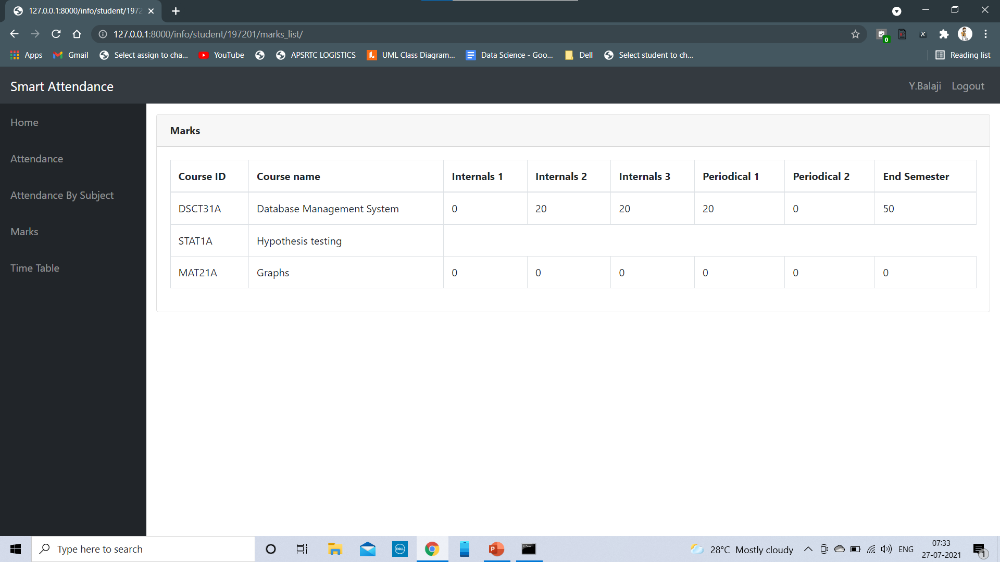 127.0.0.1:8000/info/student/1972
127.0.0.1:8000/info/student/197201/marks_list/
0
Apps Gmail Select assign to cha... YouTube APSRTC LOGISTICS UML Class Diagram... Data Science - Goo... Dell Select student to ch... Reading list
Smart Attendance Y.Balaji Logout
Home
Attendance
Attendance By Subject
Marks
Time Table
Marks
Course ID Course name Internals 1 Internals 2 Internals 3 Periodical 1 Periodical 2 End Semester
DSCT31A Database Management System 0 20 20 20 0 50
STAT1A Hypothesis testing
MAT21A Graphs 0 0 0 0 0 0
Type here to search
DELL
P
28°C Mostly cloudy
ENG
07:33
27-07-2021
1